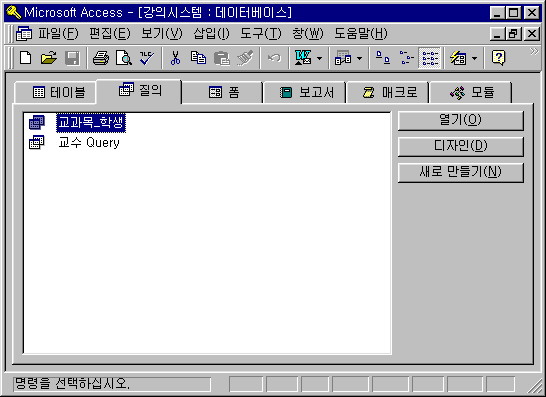 Microsoft Access - [강의시스템 : 데이터베이스]
파일(F) 편집(E) 보기(V) 삽입(I) 도구(T) 창(W) 도움말(H)
테이블 질의 폼 보고서 매크로 모듈
교과목_학생
교수 Query
열기(O)
디자인(D)
새로 만들기(N)
명령을 선택하십시오.